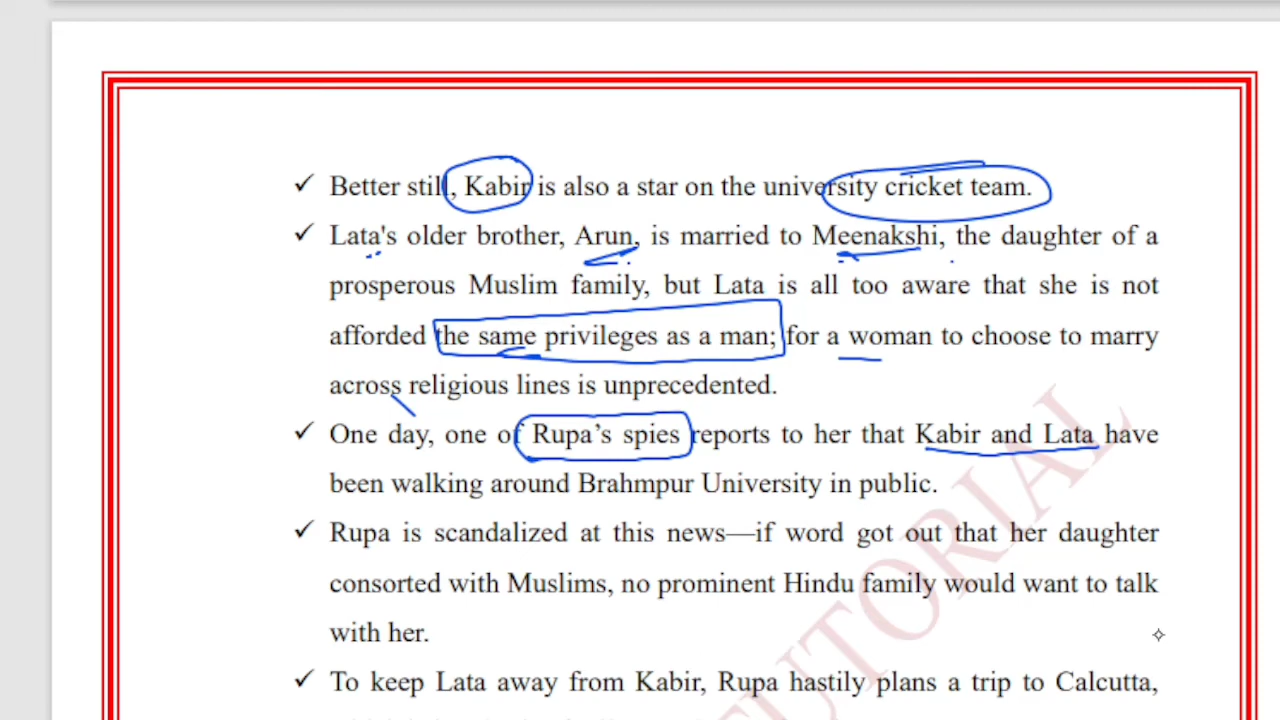 ✓ Better still, Kabir is also a star on the university cricket team.
✓ Lata's older brother, Arun, is married to Meenakshi, the daughter of a
prosperous Muslim family, but Lata is all too aware that she is not
afforded the same privileges as a man; for a woman to choose to marry
across religious lines is unprecedented.
✓ One day, one of Rupa’s spies reports to her that Kabir and Lata have
been walking around Brahmpur University in public.
✓ Rupa is scandalized at this news—if word got out that her daughter
consorted with Muslims, no prominent Hindu family would want to talk
with her.
✓ To keep Lata away from Kabir, Rupa hastily plans a trip to Calcutta,
TUTORIAL